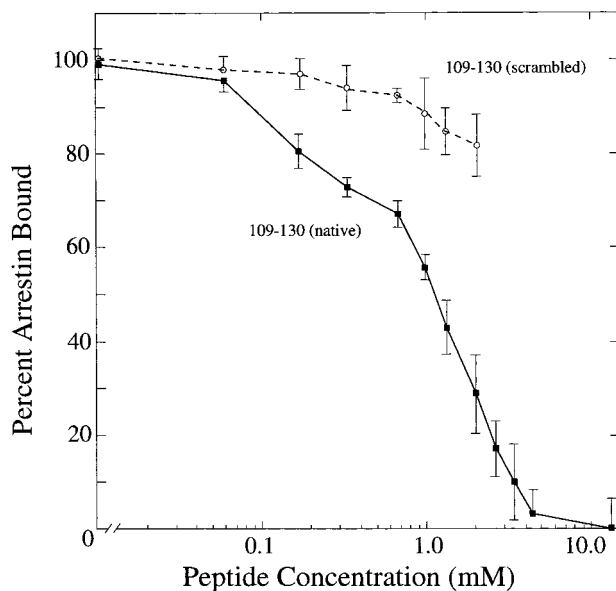 100
80
60
40
20
0
0
0.1
1.0
10.0
109-130 (scrambled)
109-130 (native)
Percent Arrestin Bound
Peptide Concentration (mM)